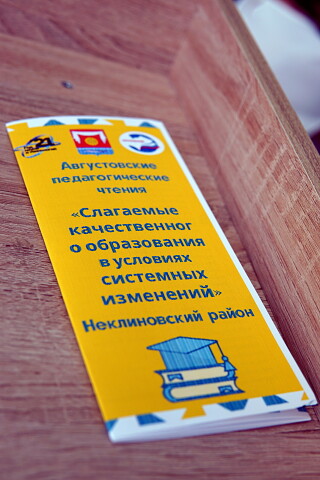 Августовские
педагогические
чтения
«Слагаемые
качественног
о образования
в условиях
системных
изменений»
Неклиновский район